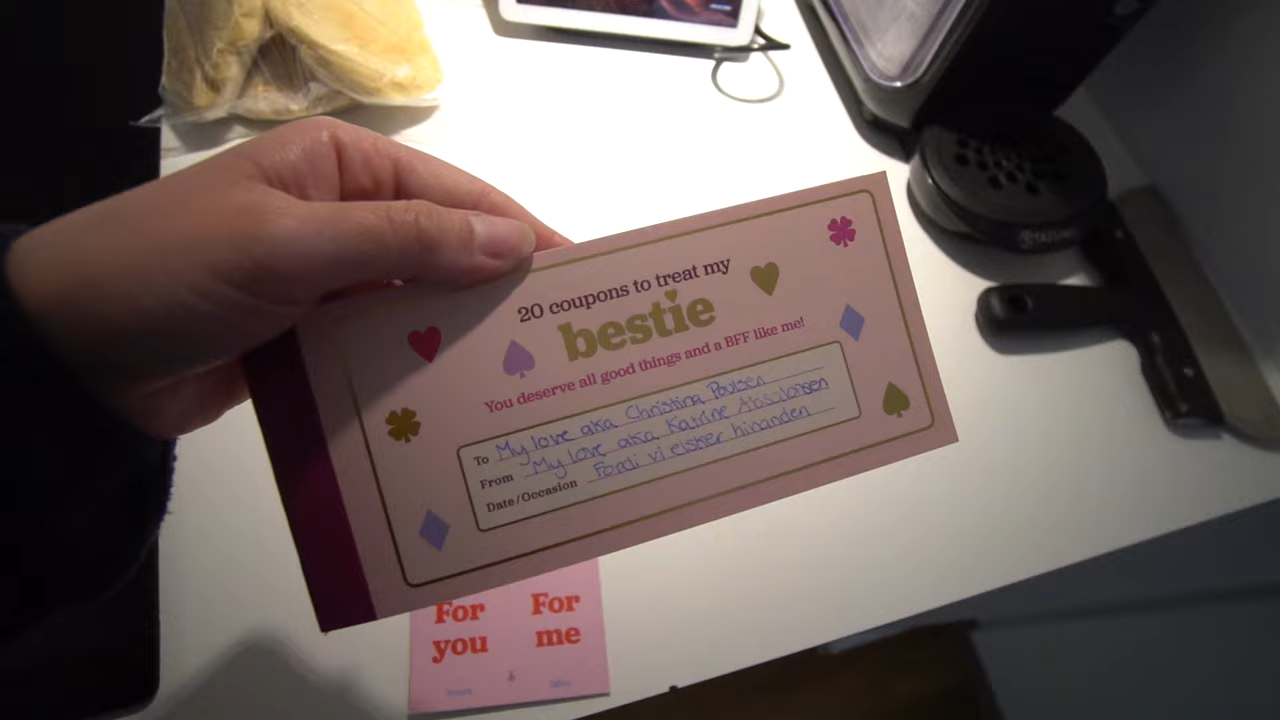 20 coupons to treat my
bestie
You deserve all good things and a BFF like me!
To My love aka Christina Poulsen
From My love aka Katrine Absalonsen
Date/Occasion Fordi vi elsker hinanden
For you
For me